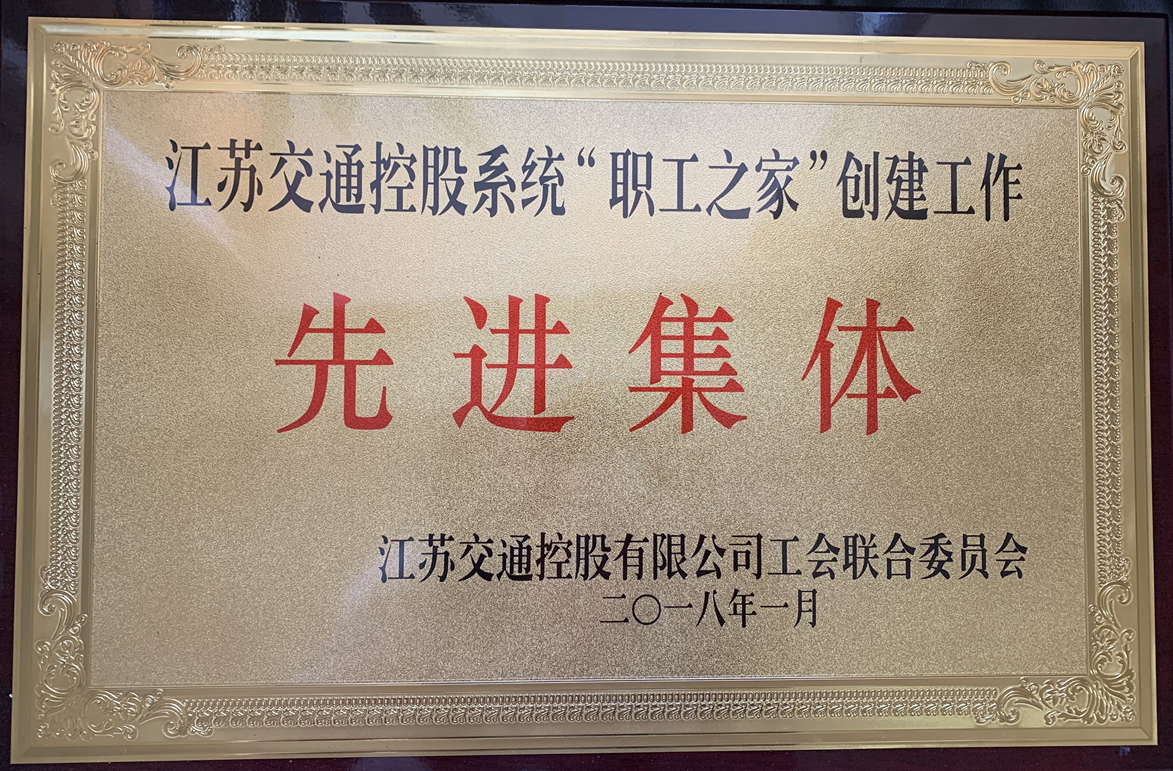 江苏交通控股系统“职工之家”创建工作
先进集体
江苏交通控股有限公司工会联合委员会
二〇一八年一月